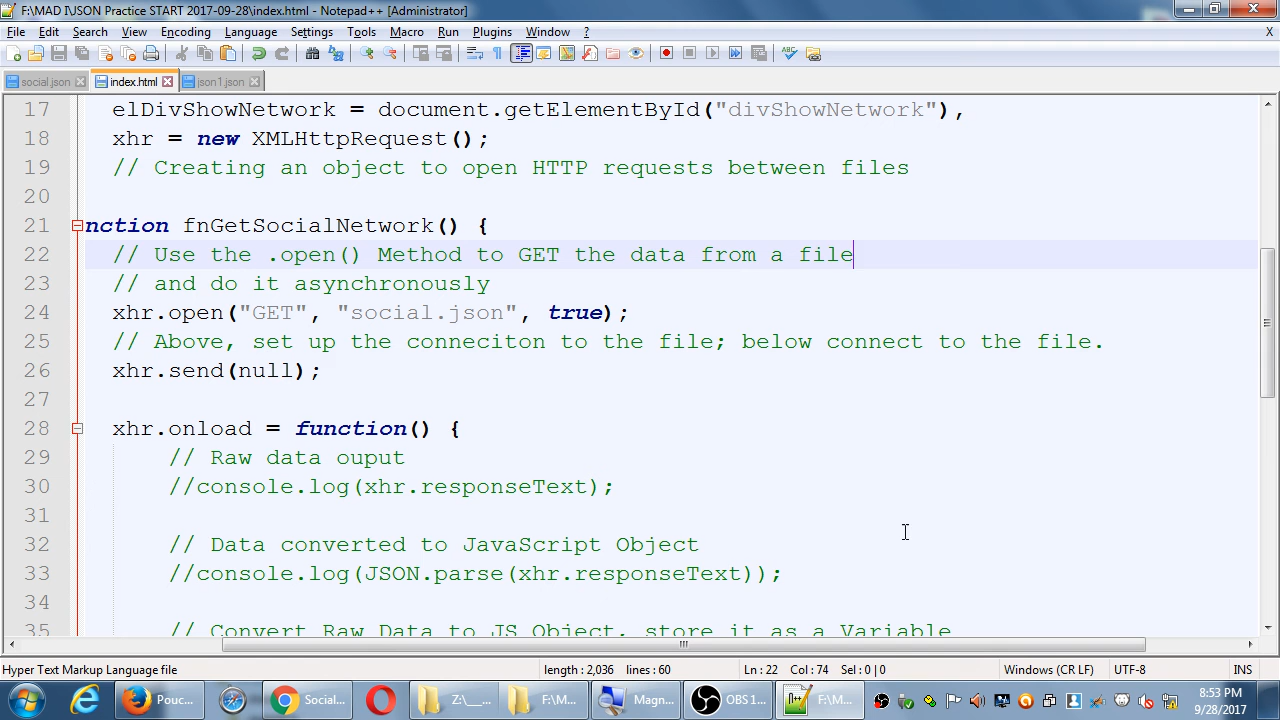 F:\MAD I\JSON Practice START 2017-09-28\index.html - Notepad++ [Administrator]
File Edit Search View Encoding Language Settings Tools Macro Run Plugins Window ? X
social.json index.html json1.json
17 elDivShowNetwork = document.getElementById("divShowNetwork"),
18 xhr = new XMLHttpRequest();
19 // Creating an object to open HTTP requests between files
20
21 nction fnGetSocialNetwork() {
22 // Use the .open() Method to GET the data from a file
23 // and do it asynchronously
24 xhr.open("GET", "social.json", true);
25 // Above, set up the conneciton to the file; below connect to the file.
26 xhr.send(null);
27
28 xhr.onload = function() {
29 // Raw data ouput
30 //console.log(xhr.responseText);
31
32 // Data converted to JavaScript Object
33 //console.log(JSON.parse(xhr.responseText));
34
35 // Convert Raw Data to JS Object, store it as a Variable
Hyper Text Markup Language file length : 2,036 lines : 60 Ln : 22 Col : 74 Sel : 0 | 0 Windows (CR LF) UTF-8 INS
Pouc... Social... Z:\__... F:\M... Magn... OBS 1... F:\M... 8:53 PM
9/28/2017